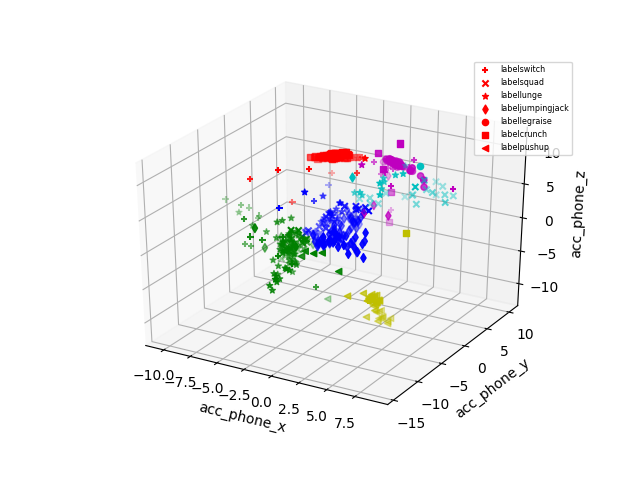 labelswitch
labelsquad
labellunge
labeljumpingjack
labellegraise
labelcrunch
labelpushup
10
5
0
−5
−10
acc_phone_z
10
5
0
−5
−10
−15
acc_phone_y
−10.0
−7.5
−5.0
−2.5
0.0
2.5
5.0
7.5
acc_phone_x